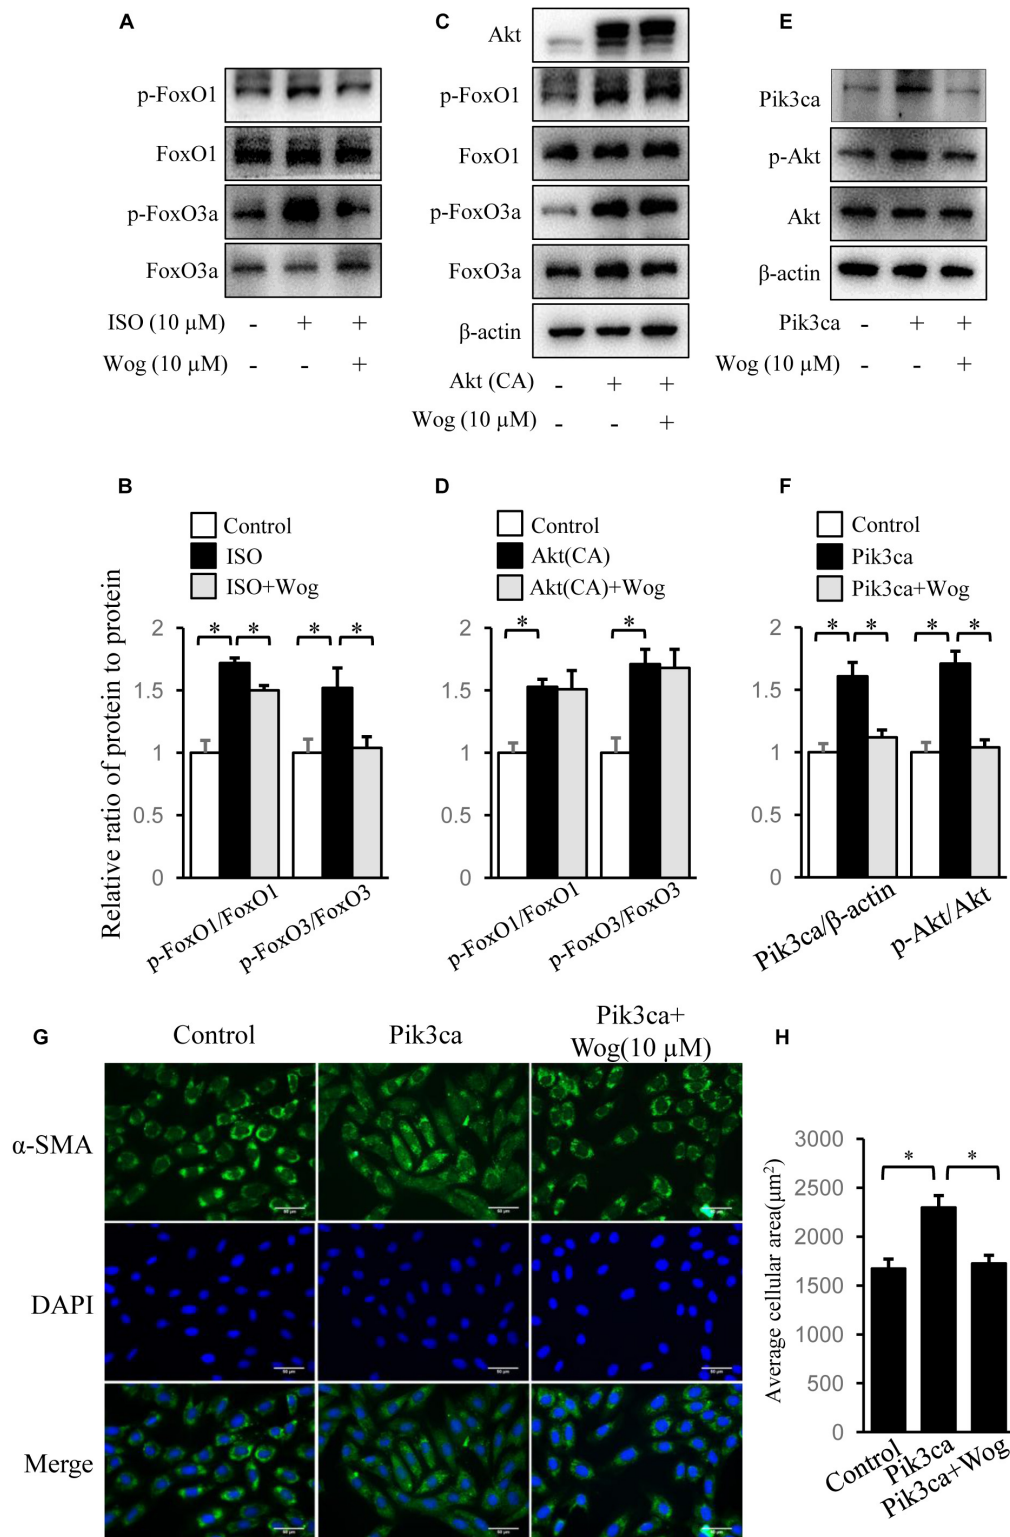 A
p-FoxO1
FoxO1
p-FoxO3a
FoxO3a
ISO (10 µM) - + +
Wog (10 µM) - - +
C
Akt
p-FoxO1
FoxO1
p-FoxO3a
FoxO3a
β-actin
Akt (CA) - + +
Wog (10 µM) - - +
E
Pik3ca
p-Akt
Akt
β-actin
Pik3ca - + +
Wog (10 µM) - - +
B
Control
ISO
ISO+Wog
Relative ratio of protein to protein
2
1.5
1
0.5
0
* * * *
p-FoxO1/FoxO1
p-FoxO3/FoxO3
D
Control
Akt(CA)
Akt(CA)+Wog
2
1.5
1
0.5
0
* *
p-FoxO1/FoxO1
p-FoxO3/FoxO3
F
Control
Pik3ca
Pik3ca+Wog
2
1.5
1
0.5
0
* * * *
Pik3ca/β-actin
p-Akt/Akt
G
Control
Pik3ca
Pik3ca+
Wog(10 µM)
α-SMA
DAPI
Merge
H
Average cellular area(µm²)
3000
2500
2000
1500
1000
500
0
* *
Control
Pik3ca
Pik3ca+Wog